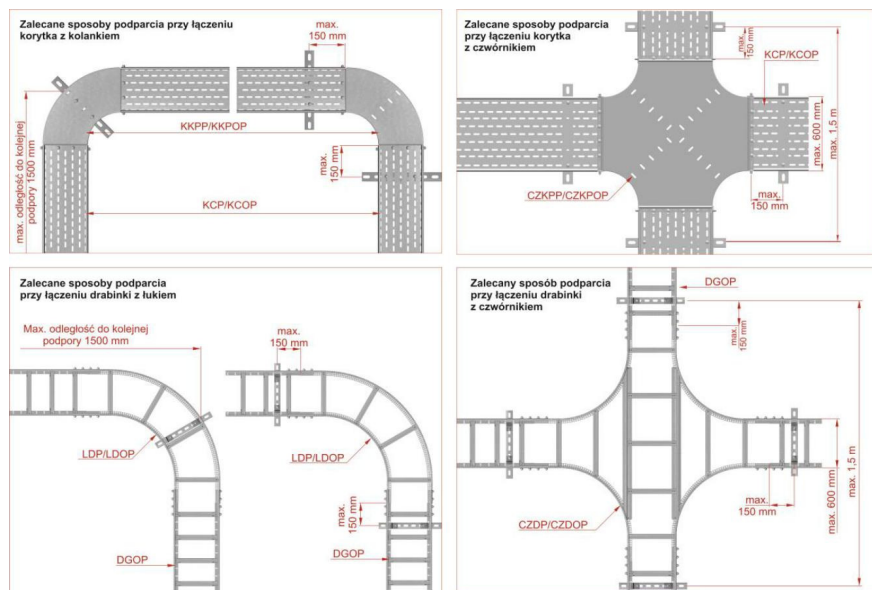 Zalecane sposoby podparcia przy łączeniu
korytka z kolankiem
max.
150 mm
KKPP/KKPOP
max. odległość do kolejnej
podpory 1500 mm
max.
150 mm
KCP/KCOP
Zalecane sposoby podparcia
przy łączeniu korytka
z czwórnikiem
max.
150 mm
KCP/KCOP
max. 600 mm
max. 1,5 m
CZKPP/CZKPOP
max.
150 mm
Zalecane sposoby podparcia
przy łączeniu drabinki z łukiem
Max. odległość do kolejnej
podpory 1500 mm
max.
150 mm
LDP/LDOP
LDP/LDOP
max.
150 mm
DGOP
DGOP
Zalecany sposób podparcia
przy łączeniu drabinki
z czwórnikiem
DGOP
max.
150 mm
max.
150 mm
max. 600 mm
max. 1,5 m
CZDP/CZDOP